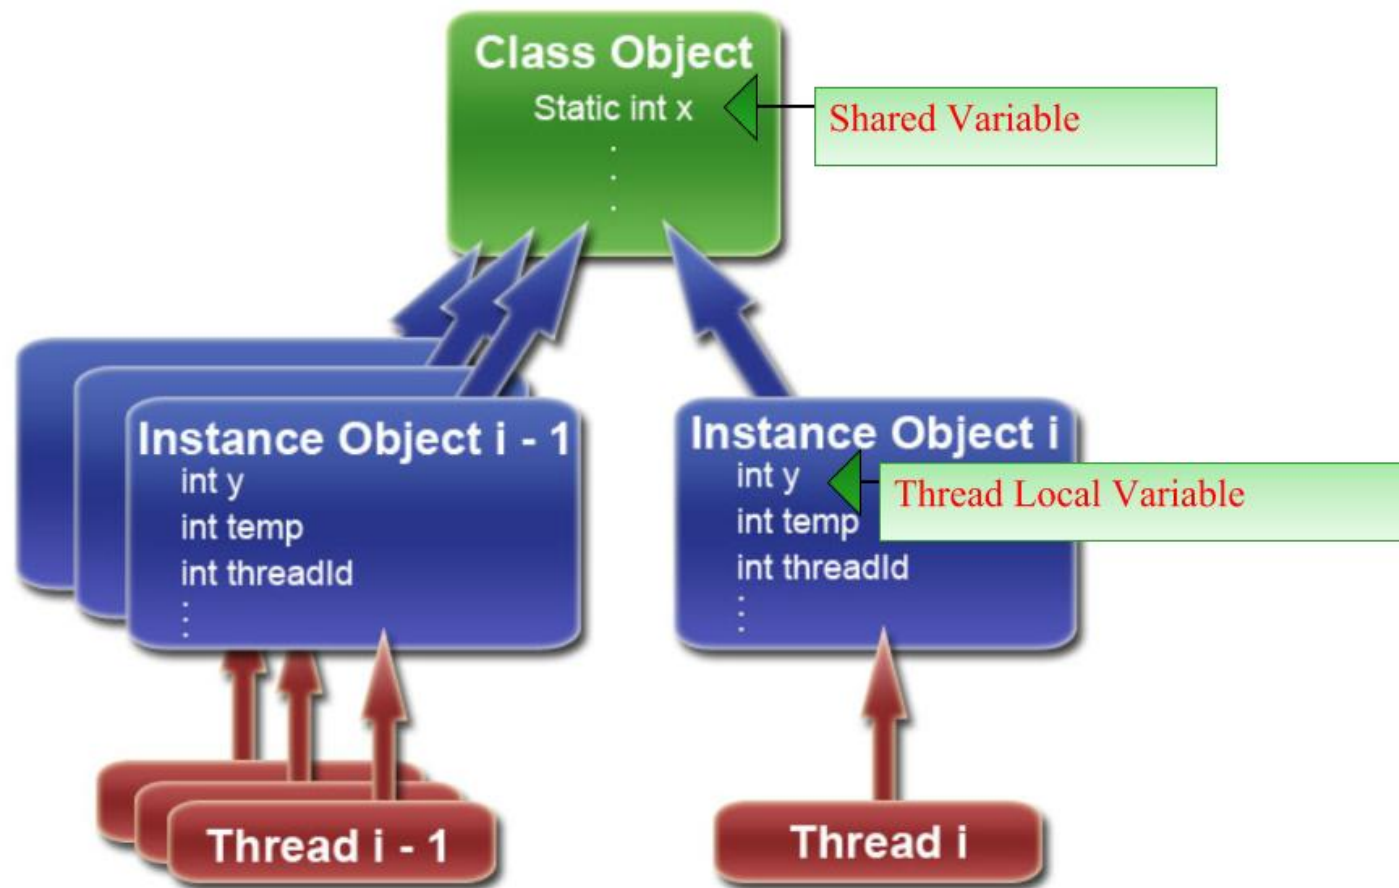 Class Object
Static int x
.
.
.
Shared Variable
Instance Object i - 1
int y
int temp
int threadId
.
.
.
Instance Object i
int y
int temp
int threadId
.
.
.
Thread Local Variable
Thread i - 1
Thread i